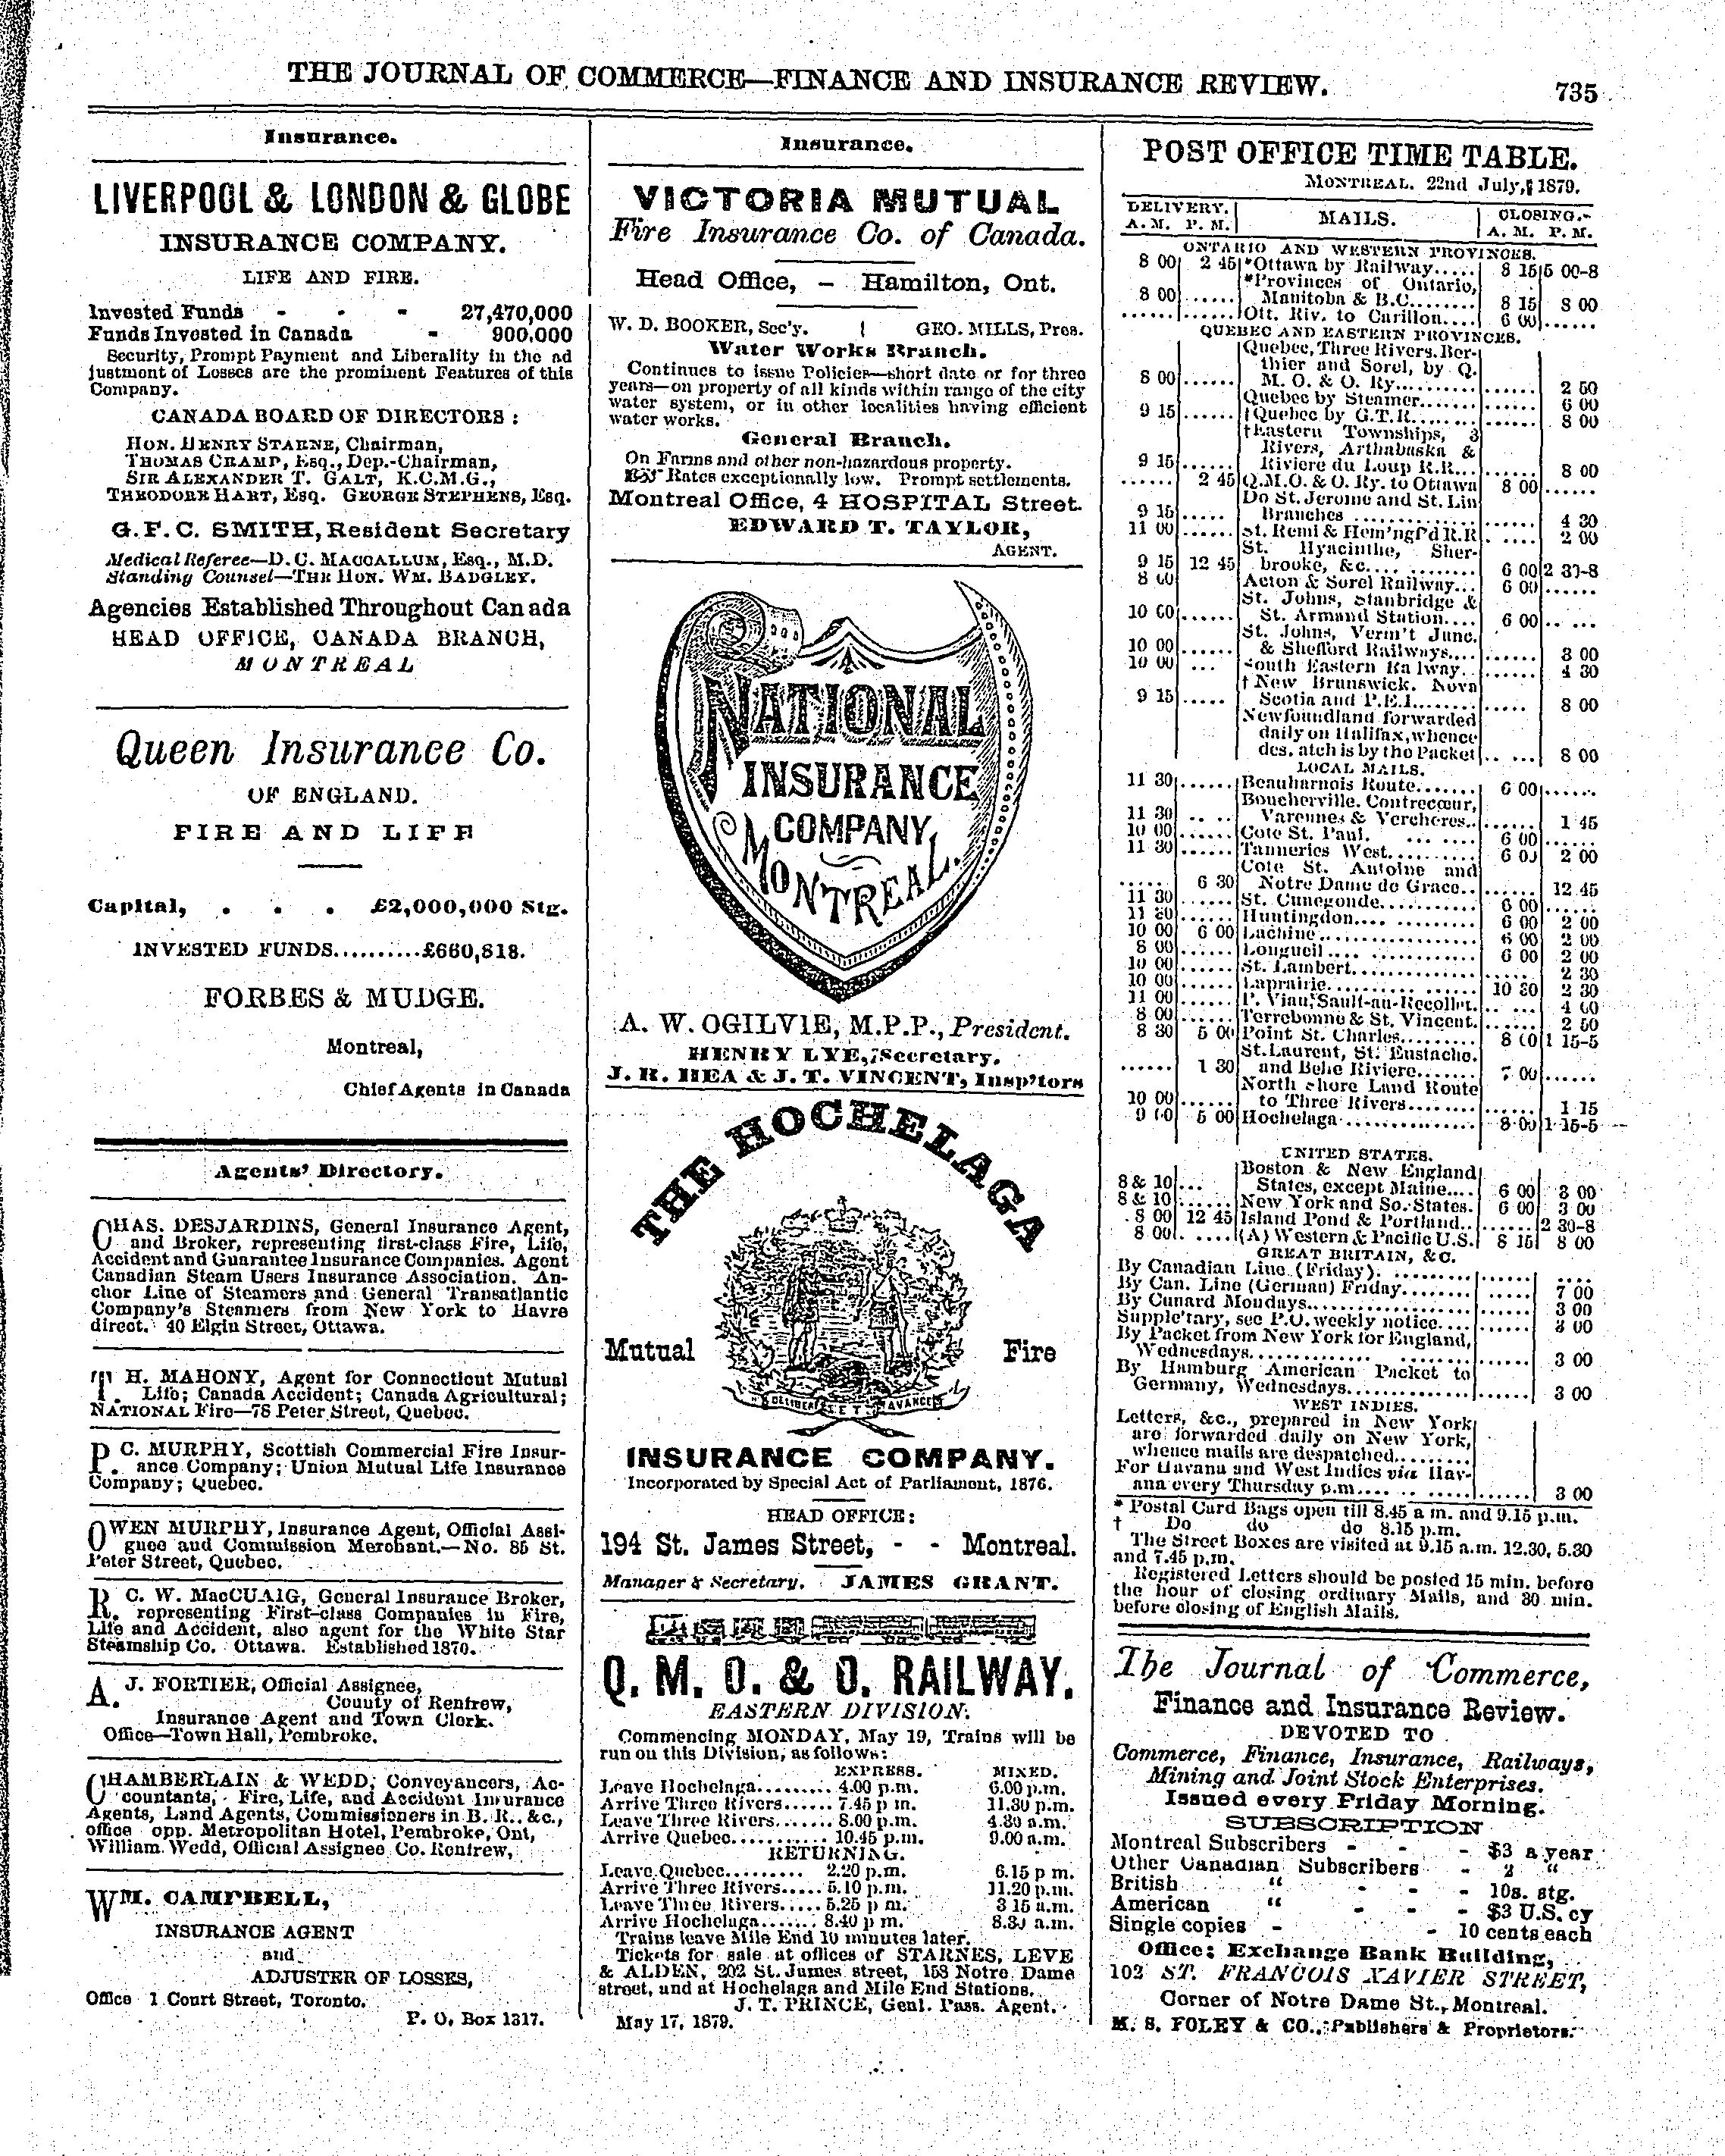 THE JOURNAL OF COMMERCE—FINANCE AND INSURANCE REVIEW.
735
Insurance.
LIVERPOOL & LONDON & GLOBE
INSURANCE COMPANY.
LIFE AND FIRE.
Invested Funds - - - 27,470,000
Funds Invested in Canada - 900,000
Security, Prompt Payment and Liberality in the ad
justment of Losses are the prominent Features of this
Company.
CANADA BOARD OF DIRECTORS:
HON. HENRY STARNE, Chairman,
THOMAS CRAMP, Esq., Dep.-Chairman,
SIR ALEXANDER T. GALT, K.C.M.G.,
THEODORE HART, Esq. GEORGE STEPHENS, Esq.
G. F. C. SMITH, Resident Secretary
Medical Referee—D. C. MACCALLUM, Esq., M.D.
Standing Counsel—THE HON. WM. BADGLEY.
Agencies Established Throughout Canada
HEAD OFFICE, CANADA BRANCH,
MONTREAL
Queen Insurance Co.
OF ENGLAND.
FIRE AND LIFE
Capital, . . . £2,000,000 Stg.
INVESTED FUNDS..........£660,818.
FORBES & MUDGE.
Montreal,
Chief Agents in Canada
Agents' Directory.
CHAS. DESJARDINS, General Insurance Agent,
and Broker, representing first-class Fire, Life,
Accident and Guarantee Insurance Companies. Agent
Canadian Steam Users Insurance Association. An-
chor Line of Steamers and General Transatlantic
Company's Steamers from New York to Havre
direct. 40 Elgin Street, Ottawa.
T. H. MAHONY, Agent for Connecticut Mutual
Life; Canada Accident; Canada Agricultural;
NATIONAL Fire—78 Peter Street, Quebec.
P. C. MURPHY, Scottish Commercial Fire Insur-
ance Company; Union Mutual Life Insurance
Company; Quebec.
OWEN MURPHY, Insurance Agent, Official Assi-
gnee and Commission Merchant.—No. 85 St.
Peter Street, Quebec.
R. C. W. MacCUAIG, General Insurance Broker,
representing First-class Companies in Fire,
Life and Accident, also agent for the White Star
Steamship Co. Ottawa. Established 1870.
A. J. FORTIER, Official Assignee,
County of Renfrew,
Insurance Agent and Town Clerk.
Office—Town Hall, Pembroke.
CHAMBERLAIN & WEDD, Conveyancers, Ac-
countants, Fire, Life, and Accident Insurance
Agents, Land Agents, Commissioners in B. R., &c.,
office opp. Metropolitan Hotel, Pembroke, Ont,
William Wedd, Official Assignee Co. Renfrew,
WM. CAMPBELL,
INSURANCE AGENT
and
ADJUSTER OF LOSSES,
Office 1 Court Street, Toronto.
P. O, Box 1317.
Insurance.
VICTORIA MUTUAL
Fire Insurance Co. of Canada.
Head Office, - Hamilton, Ont.
W. D. BOOKER, Sec'y. | GEO. MILLS, Pres.
Water Works Branch.
Continues to issue Policies—short date or for three
years—on property of all kinds within range of the city
water system, or in other localities having efficient
water works.
General Branch.
On Farms and other non-hazardous property.
Rates exceptionally low. Prompt settlements.
Montreal Office, 4 HOSPITAL Street.
EDWARD T. TAYLOR,
AGENT.
NATIONAL
INSURANCE
COMPANY,
MONTREAL.
A. W. OGILVIE, M.P.P., President.
HENRY LYE, Secretary.
J. H. HEA & J. T. VINCENT, Insp'tors
THE HOCHELAGA
Mutual Fire
DELIBER ET AVANCE
INSURANCE COMPANY.
Incorporated by Special Act of Parliament, 1876.
HEAD OFFICE:
194 St. James Street, - - Montreal.
Manager & Secretary. JAMES GRANT.
Q. M. O. & O. RAILWAY.
EASTERN DIVISION.
Commencing MONDAY, May 19, Trains will be
run on this Division, as follows:
EXPRESS. MIXED.
Leave Hochelaga......... 4.00 p.m. 6.00 p.m.
Arrive Three Rivers...... 7.45 p m. 11.30 p.m.
Leave Three Rivers....... 8.00 p.m. 4.30 a.m.
Arrive Quebec............ 10.45 p.m. 9.00 a.m.
RETURNING.
Leave Quebec......... 2.20 p.m. 6.15 p m.
Arrive Three Rivers..... 5.10 p.m. 11.20 p.m.
Leave Three Rivers..... 5.25 p m. 3 15 a.m.
Arrive Hochelaga....... 8.40 p m. 8.30 a.m.
Trains leave Mile End 10 minutes later.
Tickets for sale at offices of STARNES, LEVE
& ALDEN, 202 St. James street, 158 Notre Dame
street, and at Hochelaga and Mile End Stations.
J. T. PRINCE, Genl. Pass. Agent.
May 17, 1879.
POST OFFICE TIME TABLE.
MONTREAL. 22nd July, 1879.
DELIVERY. MAILS. CLOSING.
A. M. P. M. A. M. P. M.
ONTARIO AND WESTERN PROVINCES.
8 00 2 45 *Ottawa by Railway..... 8 15 5 00-8
*Provinces of Ontario,
8 00 ...... Manitoba & B.C........ 8 15 8 00
...... ...... Ott. Riv. to Carillon.... 6 00 ......
QUEBEC AND EASTERN PROVINCES.
Quebec, Three Rivers, Ber-
thier and Sorel, by Q.
8 00 ...... M. O. & O. Ry.......... ...... 2 50
Quebec by Steamer....... ...... 6 00
9 15 ...... †Quebec by G.T.R........ ...... 8 00
†Eastern Townships, 3
Rivers, Arthabaska &
9 15 ...... Riviere du Loup R.R... ...... 8 00
...... 2 45 Q.M.O. & O. Ry. to Ottawa 8 00 ......
Do St. Jerome and St. Lin
9 15 ..... Branches ............... ...... 4 30
11 00 ...... St. Remi & Hem'ngf'd R.R ..... 2 00
St. Hyacinthe, Sher-
9 15 12 45 brooke, &c............. 6 00 2 30-8
8 00 ...... Acton & Sorel Railway... 6 00 ......
St. Johns, Stanbridge &
10 00 ...... St. Armand Station.... 6 00 ......
St. Johns, Verm't Junc.
10 00 ...... & Shefford Railways.... ...... 3 00
10 00 ... South Eastern Railway.. ...... 4 30
†New Brunswick. Nova
9 15 ..... Scotia and P.E.I........ ..... 8 00
Newfoundland forwarded
daily on Halifax, whence
des. atch is by the Packet ..... 8 00
LOCAL MAILS.
11 30 ...... Beauharnois Route....... 6 00 ......
Boucherville. Contrecœur,
11 30 .... Varennes & Vercheres.. ...... 1 45
10 00 ...... Cote St. Paul. ... .... 6 00 ......
11 30 ...... Tanneries West.......... 6 00 2 00
Cote St. Antoine and
..... 6 30 Notre Dame de Grace.. ...... 12 45
11 30 ...... St. Cunegonde........... 6 00 ......
11 30 ...... Huntingdon.............. 6 00 2 00
10 00 6 00 Lachine.................. 6 00 2 00
8 00 ...... Longueil................. 6 00 2 00
10 00 ...... St. Lambert.............. ...... 2 30
10 00 ...... Laprairie................ 10 30 2 30
11 00 ...... P. Viau, Sault-au-Recollet. ..... 4 00
8 00 ...... Terrebonne & St. Vincent. ...... 2 50
8 30 5 00 Point St. Charles......... 8 00 1 15-5
St. Laurent, St. Eustache.
...... 1 30 and Belle Riviere....... 7 00 ......
North shore Land Route
10 00 ...... to Three Rivers........ ...... 1 15
9 00 5 00 Hochelaga............... 8 00 1 15-5
UNITED STATES.
Boston & New England
8 & 10 ... States, except Maine.... 6 00 3 00
8 & 10 ...... New York and So. States. 6 00 3 00
8 00 12 45 Island Pond & Portland.. ...... 2 30-8
8 00 ..... (A) Western & Pacific U.S. 8 15 8 00
GREAT BRITAIN, &C.
By Canadian Line (Friday). ......... ...... ....
By Can. Line (German) Friday........ ..... 7 00
By Cunard Mondays................... ...... 3 00
Supple'tary, see P.O. weekly notice.... ...... 3 00
By Packet from New York for England,
Wednesdays.......................... ...... 3 00
By Hamburg American Packet to
Germany, Wednesdays............... ...... 3 00
WEST INDIES.
Letters, &c., prepared in New York
are forwarded daily on New York,
whence mails are despatched.........
For Havana and West Indies via Hav-
ana every Thursday p.m.............. ...... 3 00
* Postal Card Bags open till 8.45 a m. and 9.15 p.m.
† Do do do 8.15 p.m.
The Street Boxes are visited at 9.15 a.m. 12.30, 5.30
and 7.45 p.m.
Registered Letters should be posted 15 min. before
the hour of closing ordinary Mails, and 30 min.
before closing of English Mails.
The Journal of Commerce,
Finance and Insurance Review.
DEVOTED TO
Commerce, Finance, Insurance, Railways,
Mining and Joint Stock Enterprises.
Issued every Friday Morning.
SUBSCRIPTION
Montreal Subscribers - - - $3 a year
Other Canadian Subscribers - 2 "
British " - - - 10s. stg.
American " - - - $3 U.S. cy
Single copies - - 10 cents each
Office: Exchange Bank Building,
102 ST. FRANCOIS XAVIER STREET,
Corner of Notre Dame St., Montreal.
M. S. FOLEY & CO., Publishers & Proprietors.